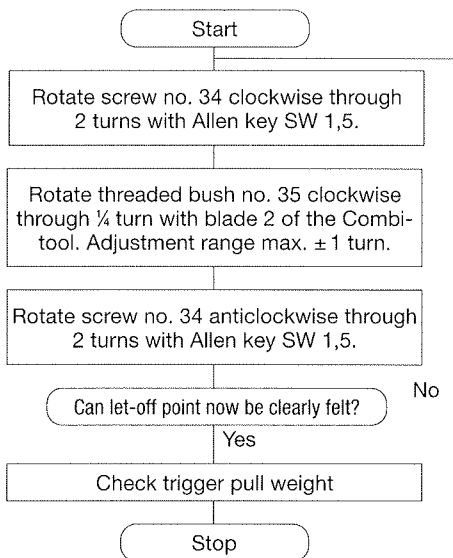 Start
Rotate screw no. 34 clockwise through
2 turns with Allen key SW 1,5.
Rotate threaded bush no. 35 clockwise
through ¼ turn with blade 2 of the Combi-
tool. Adjustment range max. ±1 turn.
Rotate screw no. 34 anticlockwise through
2 turns with Allen key SW 1,5.
Can let-off point now be clearly felt?
No
Yes
Check trigger pull weight
Stop